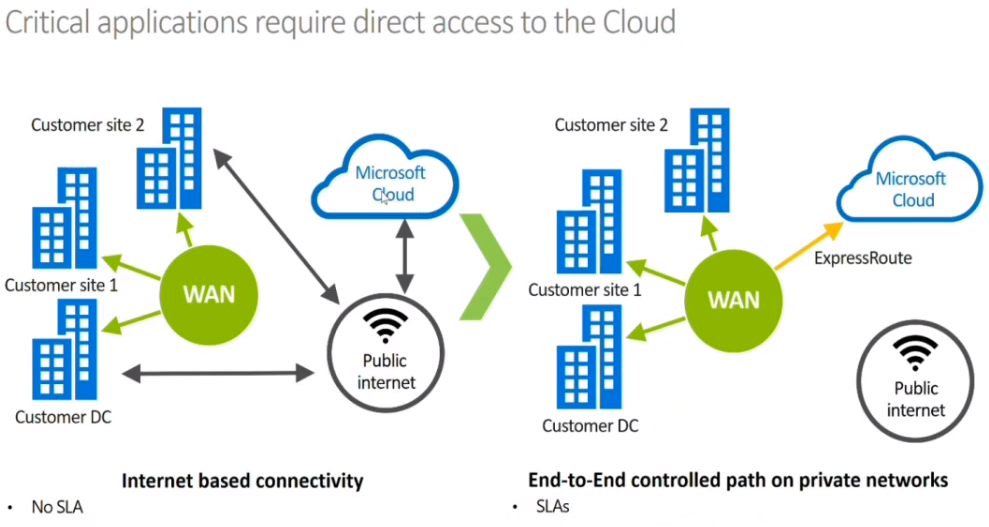 Critical applications require direct access to the Cloud
Customer site 2
Microsoft
Cloud
Customer site 1
WAN
Public
internet
Customer DC
Internet based connectivity
• No SLA
Customer site 2
Microsoft
Cloud
ExpressRoute
Customer site 1
WAN
Public
internet
Customer DC
End-to-End controlled path on private networks
• SLAs